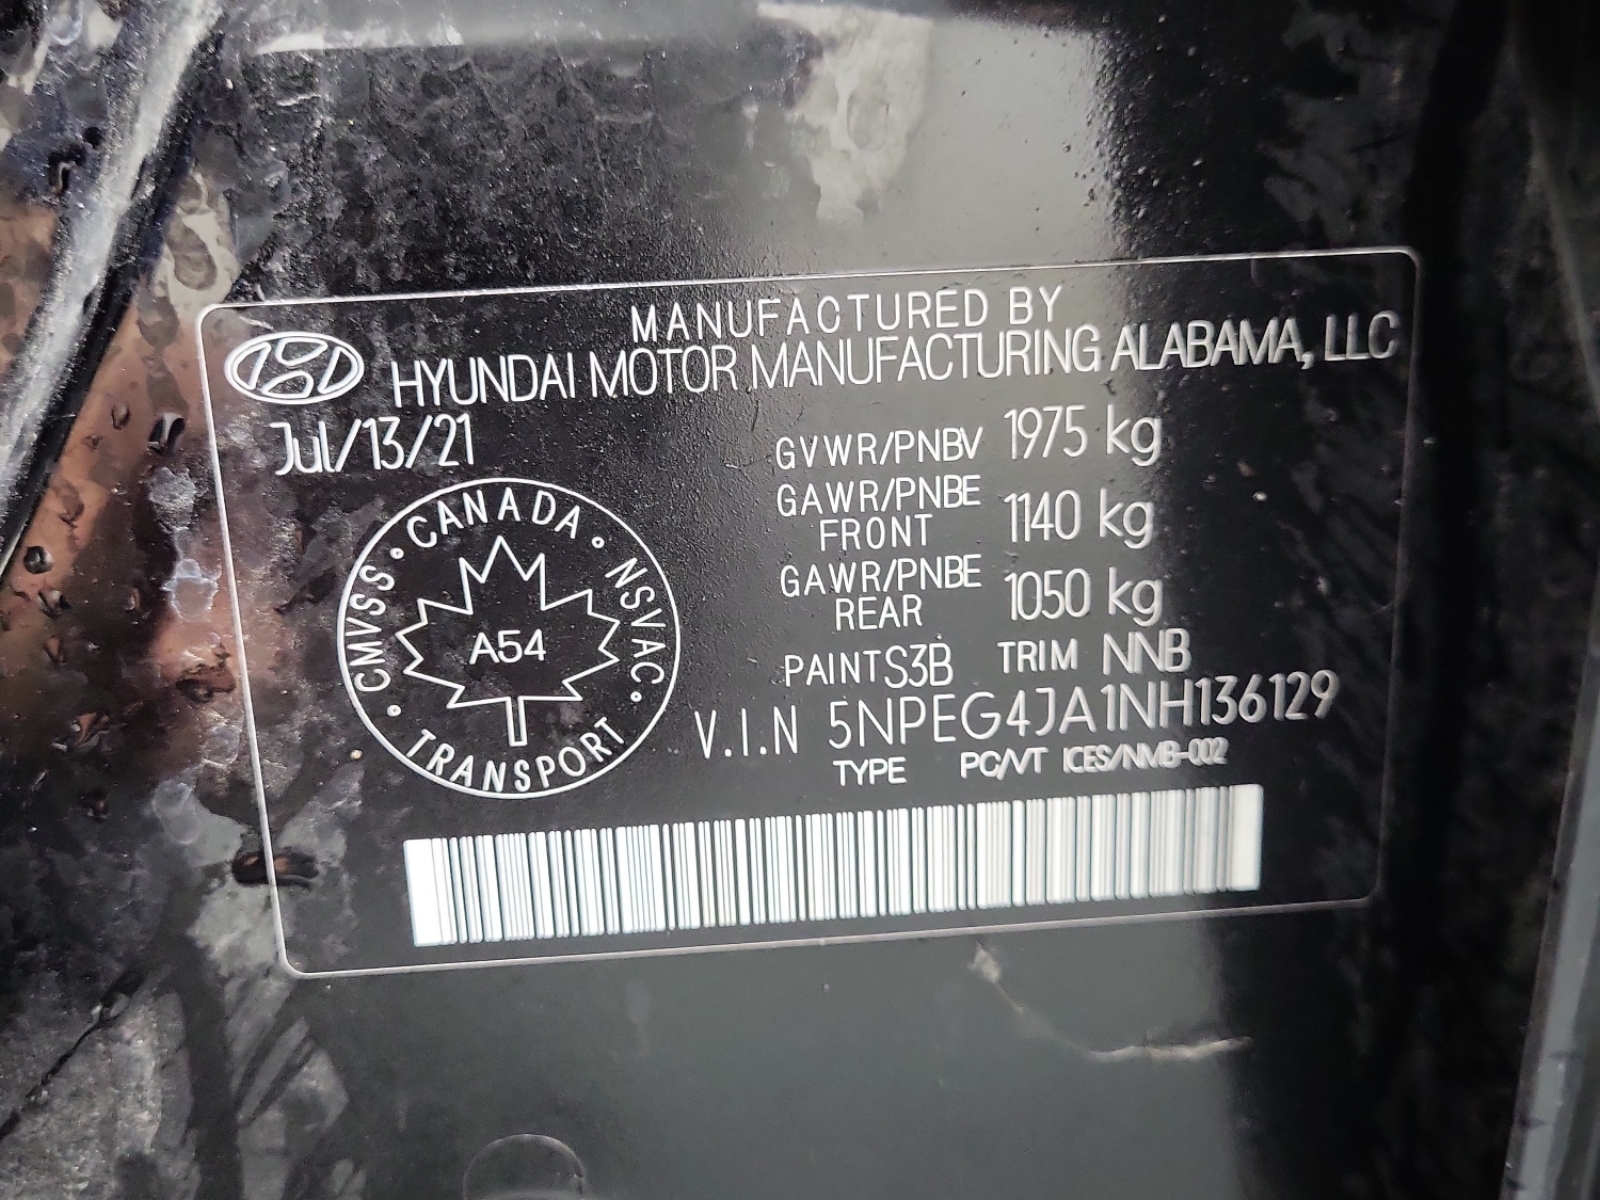 MANUFACTURED BY
HYUNDAI MOTOR MANUFACTURING ALABAMA, LLC
Jul/13/21
GVWR/PNBV 1975 kg
GAWR/PNBE FRONT 1140 kg
GAWR/PNBE REAR 1050 kg
PAINT S3B TRIM NNB
V.I.N 5NPEG4JA1NH136129
TYPE PC/VT ICES/NMB-002
CMVSS · CANADA · NSVAC · TRANSPORT ·
A54